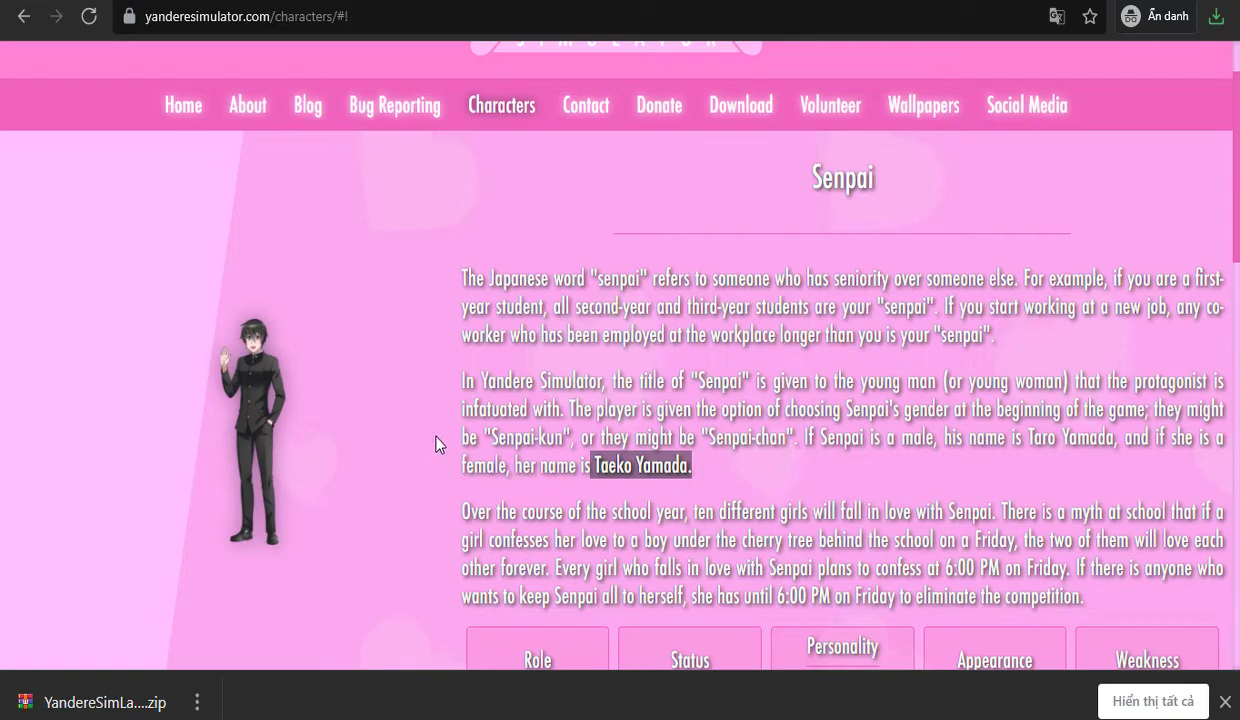 yanderesimulator.com/characters/#!
Ẩn danh
SIMULATOR
Home About Blog Bug Reporting Characters Contact Donate Download Volunteer Wallpapers Social Media
Senpai
The Japanese word "senpai" refers to someone who has seniority over someone else. For example, if you are a first-
year student, all second-year and third-year students are your "senpai". If you start working at a new job, any co-
worker who has been employed at the workplace longer than you is your "senpai".
In Yandere Simulator, the title of "Senpai" is given to the young man (or young woman) that the protagonist is
infatuated with. The player is given the option of choosing Senpai's gender at the beginning of the game; they might
be "Senpai-kun", or they might be "Senpai-chan". If Senpai is a male, his name is Taro Yamada, and if she is a
female, her name is Taeko Yamada.
Over the course of the school year, ten different girls will fall in love with Senpai. There is a myth at school that if a
girl confesses her love to a boy under the cherry tree behind the school on a Friday, the two of them will love each
other forever. Every girl who falls in love with Senpai plans to confess at 6:00 PM on Friday. If there is anyone who
wants to keep Senpai all to herself, she has until 6:00 PM on Friday to eliminate the competition.
Role Status Personality Appearance Weakness
YandereSimLa....zip
Hiển thị tất cả